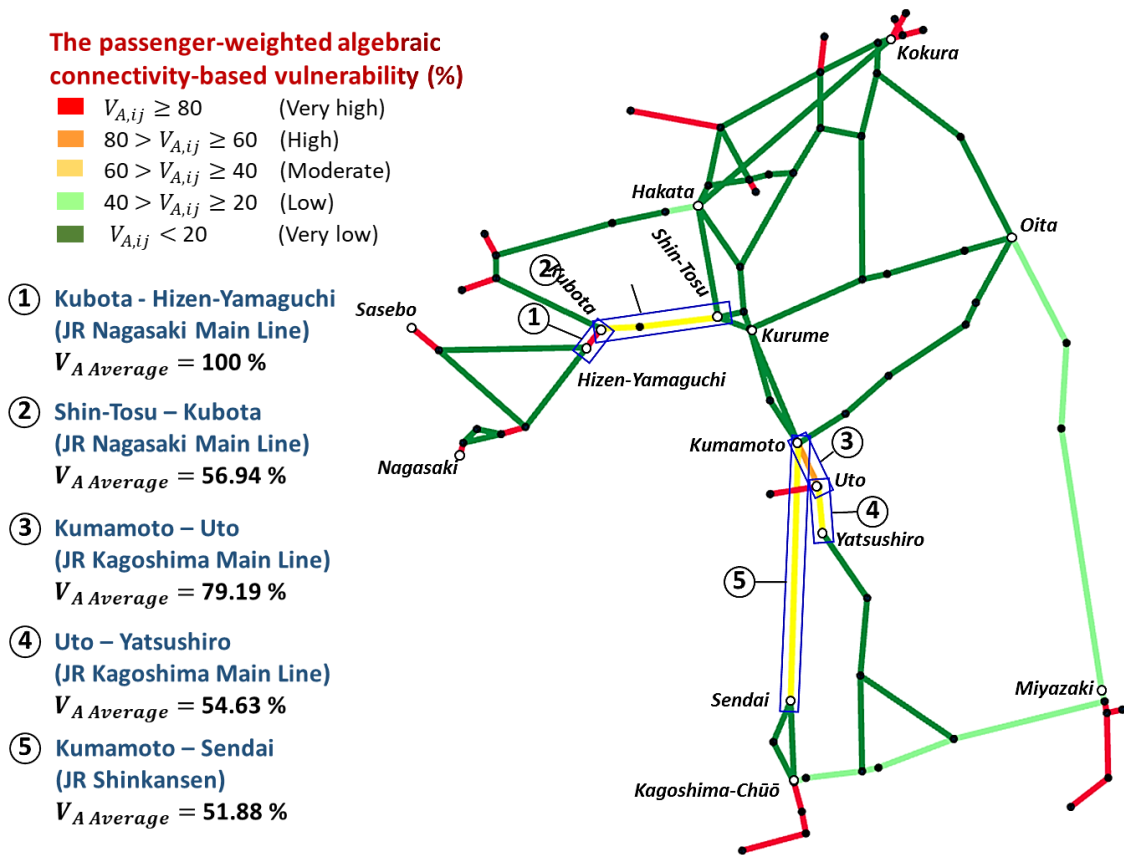 The passenger-weighted algebraic
connectivity-based vulnerability (%)
V_{A,ij} ≥ 80 (Very high)
80 > V_{A,ij} ≥ 60 (High)
60 > V_{A,ij} ≥ 40 (Moderate)
40 > V_{A,ij} ≥ 20 (Low)
V_{A,ij} < 20 (Very low)
1 Kubota - Hizen-Yamaguchi
(JR Nagasaki Main Line)
V_{A Average} = 100 %
2 Shin-Tosu – Kubota
(JR Nagasaki Main Line)
V_{A Average} = 56.94 %
3 Kumamoto – Uto
(JR Kagoshima Main Line)
V_{A Average} = 79.19 %
4 Uto – Yatsushiro
(JR Kagoshima Main Line)
V_{A Average} = 54.63 %
5 Kumamoto – Sendai
(JR Shinkansen)
V_{A Average} = 51.88 %
Kokura
Hakata
Oita
Shin-Tosu
2
Kubota
Sasebo
1
Kurume
Hizen-Yamaguchi
Kumamoto
3
Nagasaki
Uto
4
Yatsushiro
5
Sendai
Miyazaki
Kagoshima-Chūō